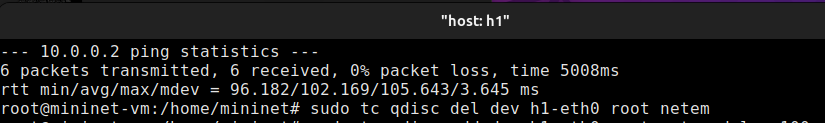 "host: h1"
--- 10.0.0.2 ping statistics ---
6 packets transmitted, 6 received, 0% packet loss, time 5008ms
rtt min/avg/max/mdev = 96.182/102.169/105.643/3.645 ms
root@mininet-vm:/home/mininet# sudo tc qdisc del dev h1-eth0 root netem